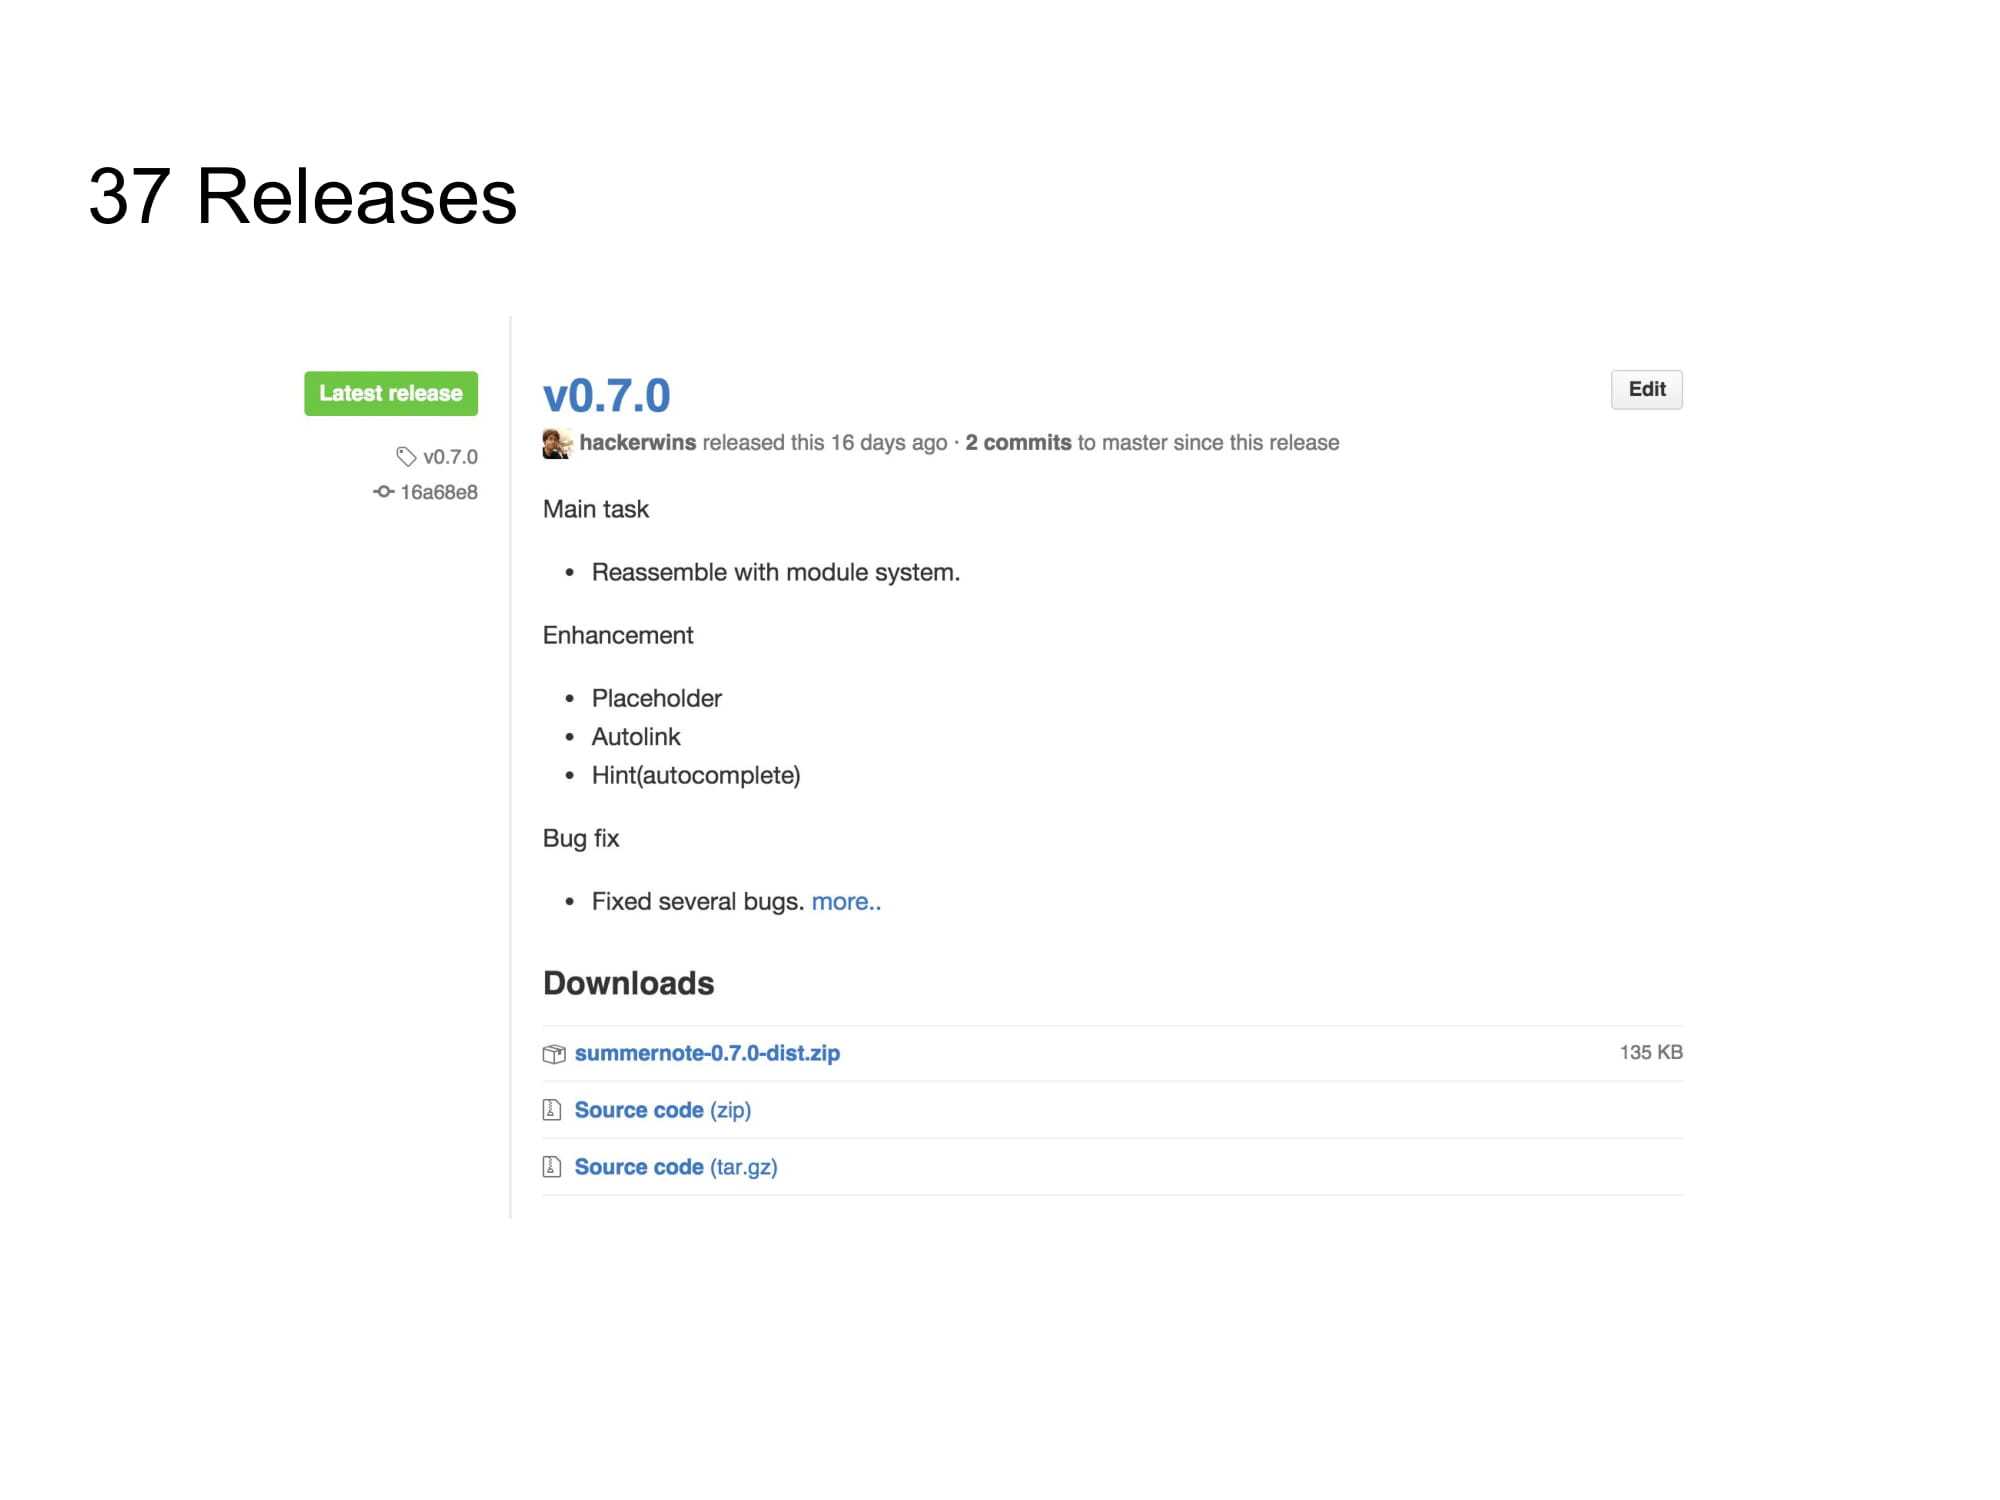 37 Releases
Latest release
v0.7.0
16a68e8
v0.7.0
Edit
hackerwins released this 16 days ago · 2 commits to master since this release
Main task
• Reassemble with module system.
Enhancement
• Placeholder
• Autolink
• Hint(autocomplete)
Bug fix
• Fixed several bugs. more..
Downloads
summernote-0.7.0-dist.zip 135 KB
Source code (zip)
Source code (tar.gz)